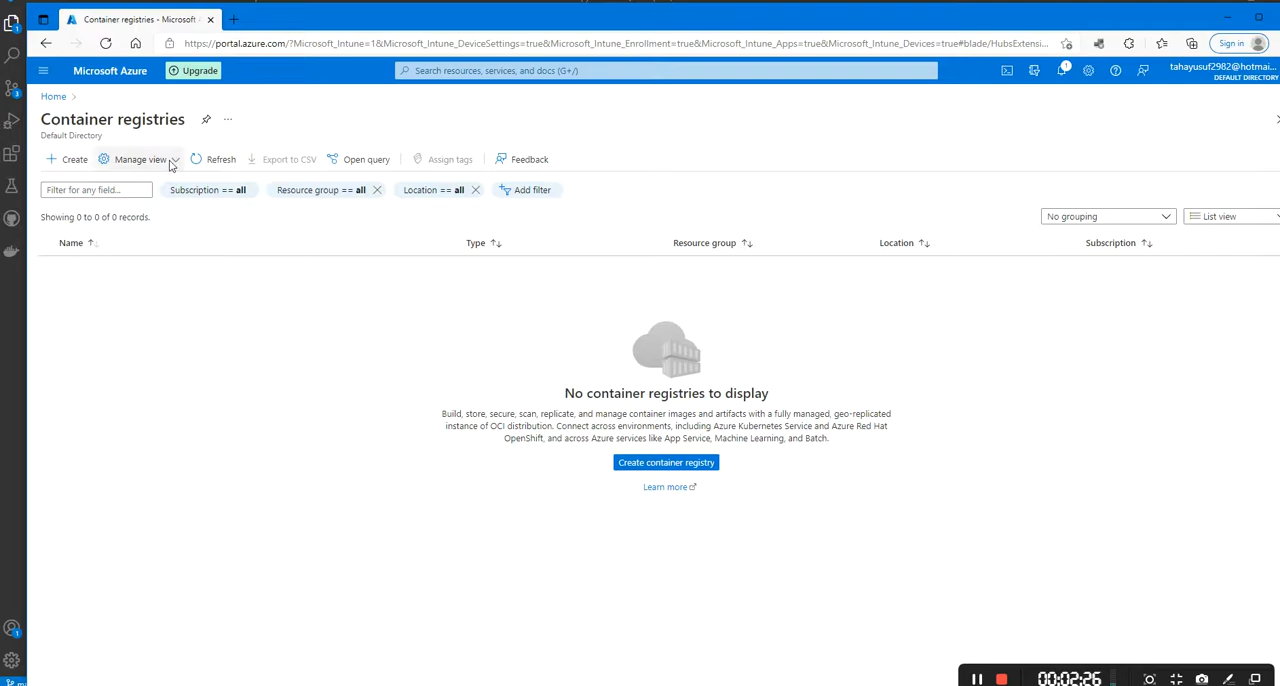 Container registries - Microsoft
https://portal.azure.com/?Microsoft_Intune=1&Microsoft_Intune_DeviceSettings=true&Microsoft_Intune_Enrollment=true&Microsoft_Intune_Apps=true&Microsoft_Intune_Devices=true#blade/HubsExtensi...
Sign in
Microsoft Azure
Upgrade
Search resources, services, and docs (G+/)
1
tahayusuf2982@hotmai...
DEFAULT DIRECTORY
Home >
Container registries
...
Default Directory
Create
Manage view
Refresh
Export to CSV
Open query
Assign tags
Feedback
Filter for any field...
Subscription == all
Resource group == all
Location == all
Add filter
Showing 0 to 0 of 0 records.
No grouping
List view
Name
Type
Resource group
Location
Subscription
No container registries to display
Build, store, secure, scan, replicate, and manage container images and artifacts with a fully managed, geo-replicated
instance of OCI distribution. Connect across environments, including Azure Kubernetes Service and Azure Red Hat
OpenShift, and across Azure services like App Service, Machine Learning, and Batch.
Create container registry
Learn more
1
3
1
00:02:26